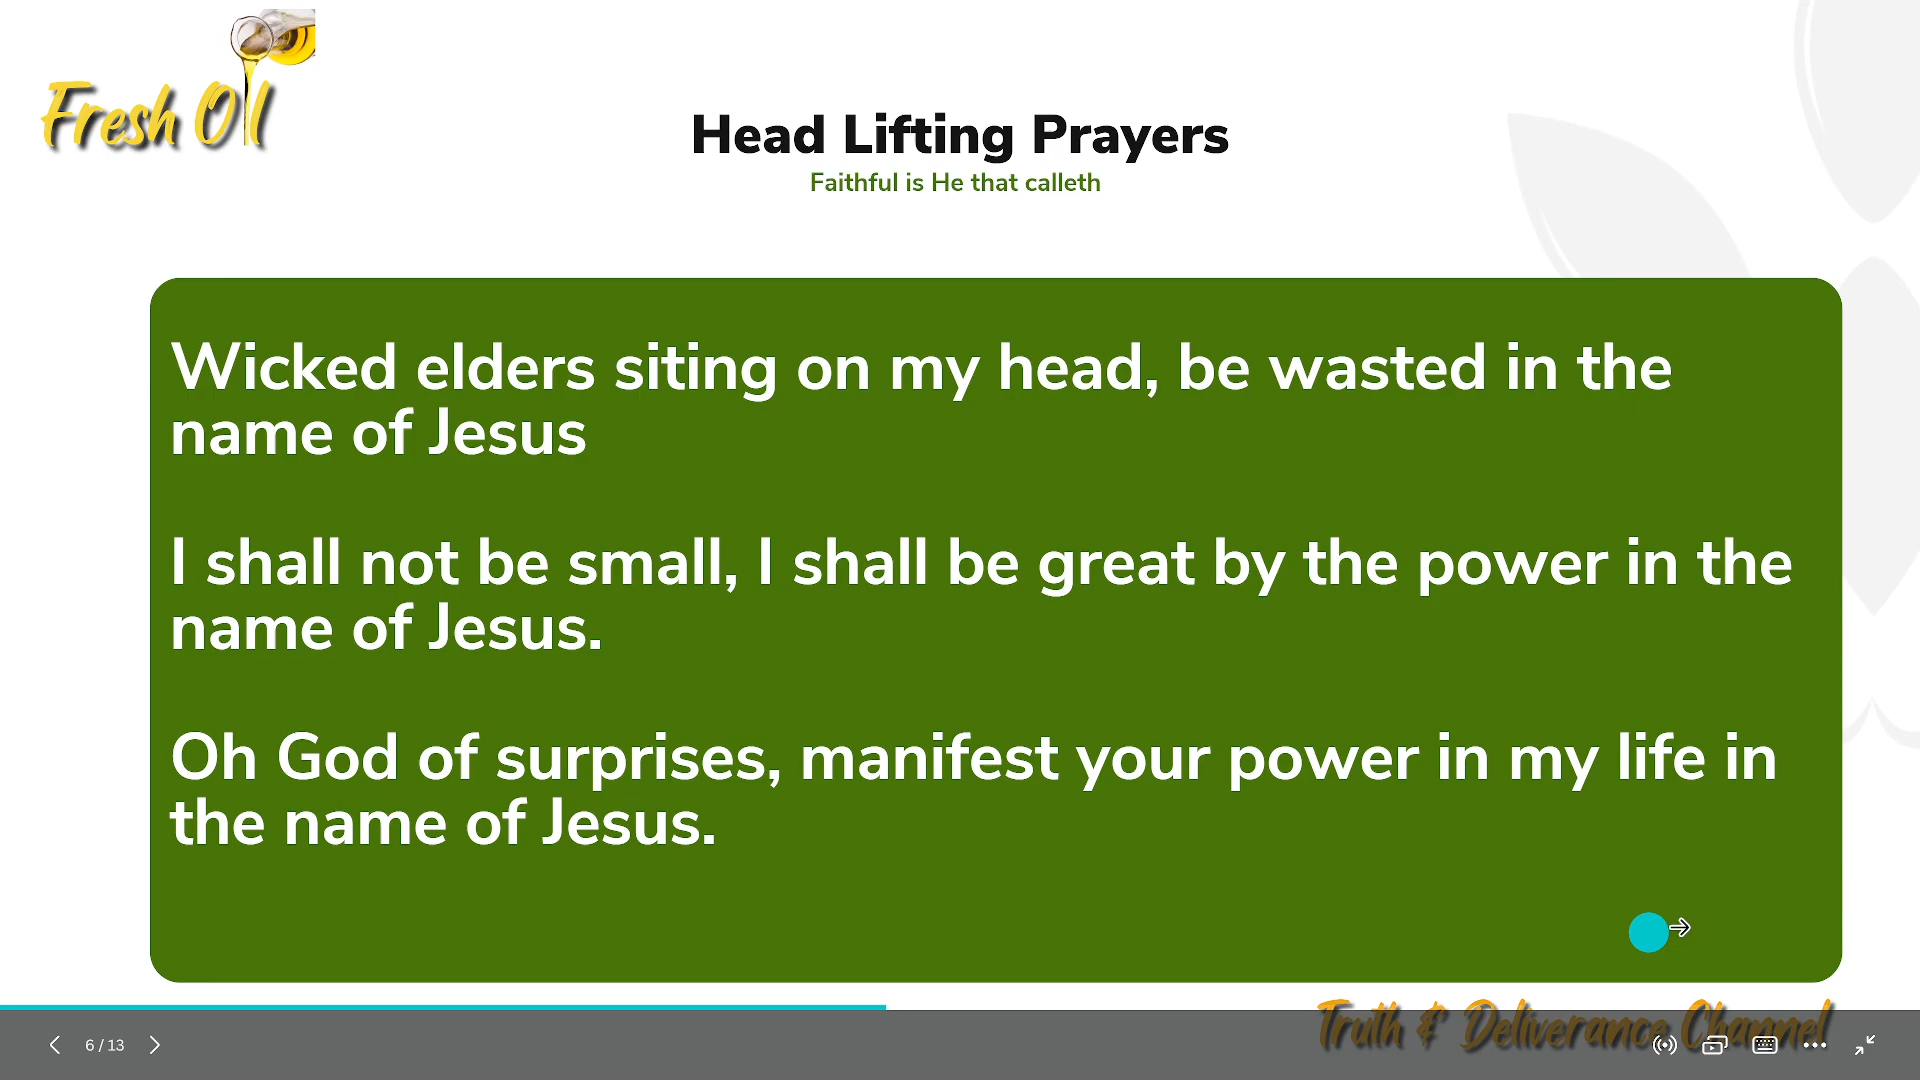 Fresh Oil
Head Lifting Prayers
Faithful is He that calleth
Wicked elders siting on my head, be wasted in the
name of Jesus
I shall not be small, I shall be great by the power in the
name of Jesus.
Oh God of surprises, manifest your power in my life in
the name of Jesus.
Truth & Deliverance Channel
6 / 13